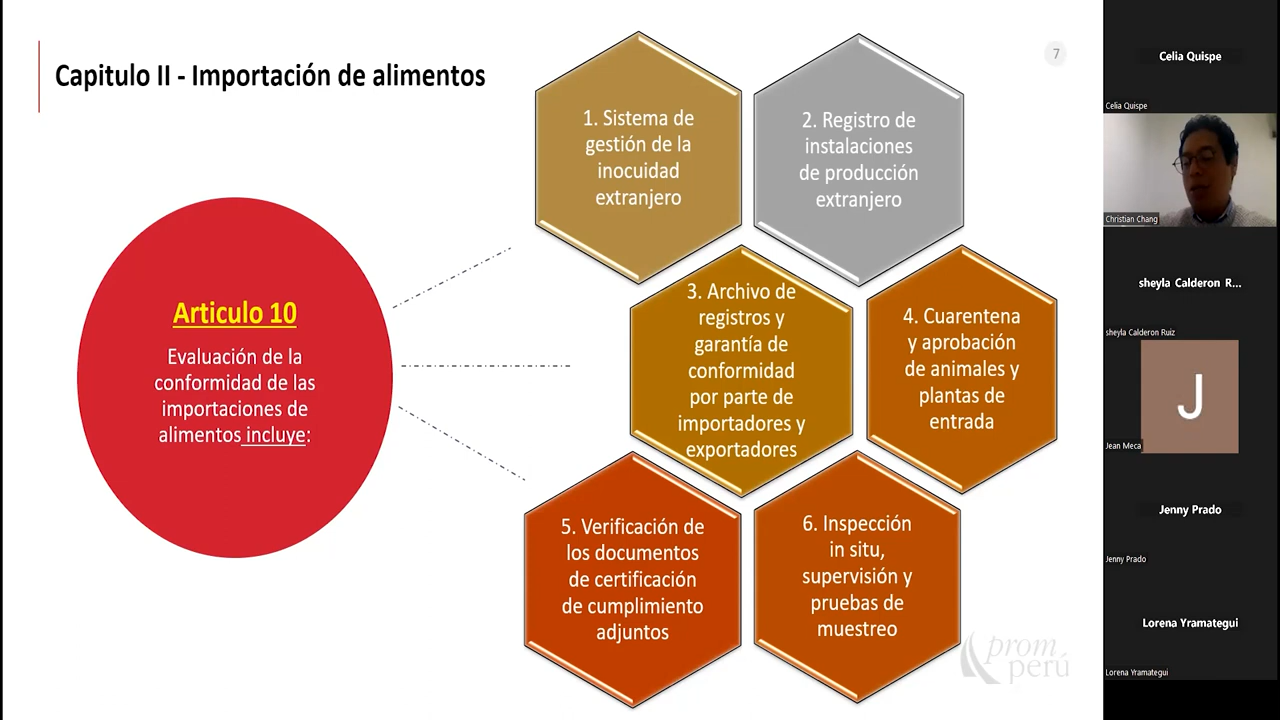 Capitulo II - Importación de alimentos
7
Articulo 10
Evaluación de la
conformidad de las
importaciones de
alimentos incluye:
1. Sistema de
gestión de la
inocuidad
extranjero
2. Registro de
instalaciones
de producción
extranjero
3. Archivo de
registros y
garantía de
conformidad
por parte de
importadores y
exportadores
4. Cuarentena
y aprobación
de animales y
plantas de
entrada
5. Verificación de
los documentos
de certificación
de cumplimiento
adjuntos
6. Inspección
in situ,
supervisión y
pruebas de
muestreo
prom
perú
Celia Quispe
Celia Quispe
Christian Chang
sheyla Calderon R...
sheyla Calderon Ruiz
J
Jean Meca
Jenny Prado
Jenny Prado
Lorena Yramategui
Lorena Yramategui